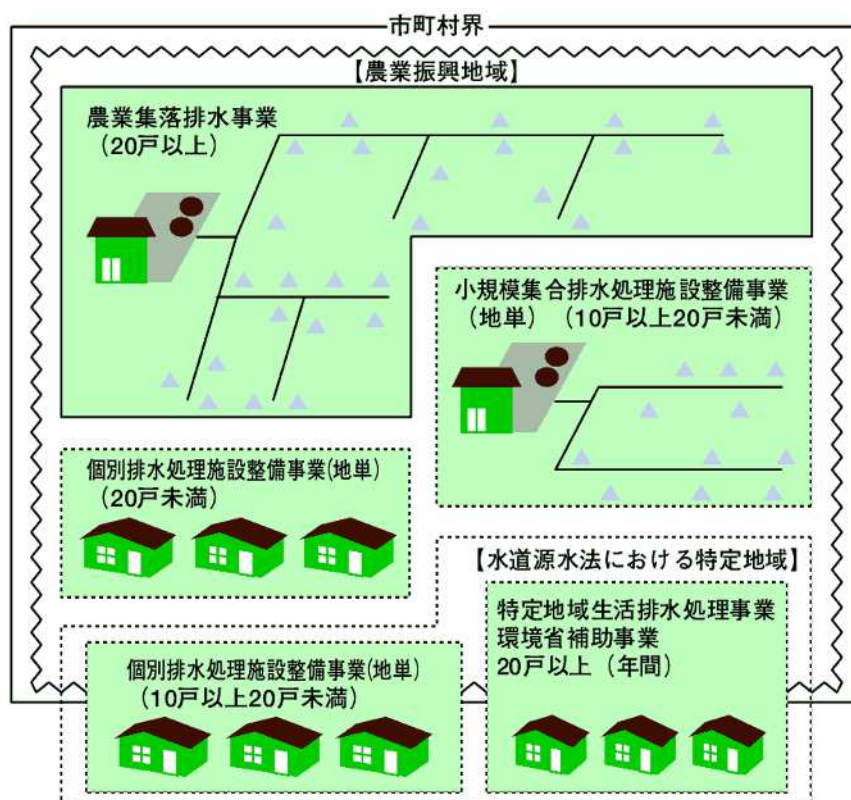 市町村界
【農業振興地域】
農業集落排水事業
（20戸以上）
小規模集合排水処理施設整備事業
（地単）（10戸以上20戸未満）
個別排水処理施設整備事業(地単)
（20戸未満）
【水道源水法における特定地域】
特定地域生活排水処理事業
環境省補助事業
20戸以上（年間）
個別排水処理施設整備事業(地単)
（10戸以上20戸未満）